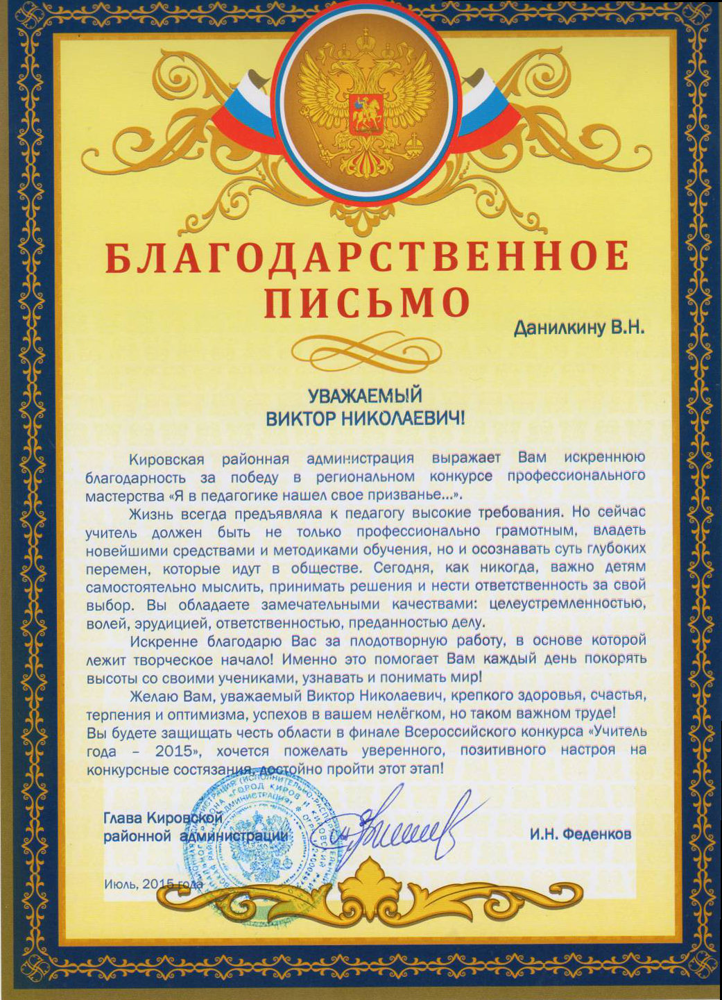 БЛАГОДАРСТВЕННОЕ
ПИСЬМО
Данилкину В.Н.
УВАЖАЕМЫЙ
ВИКТОР НИКОЛАЕВИЧ!
Кировская районная администрация выражает Вам искреннюю
благодарность за победу в региональном конкурсе профессионального
мастерства «Я в педагогике нашел свое призванье...».
Жизнь всегда предъявляла к педагогу высокие требования. Но сейчас
учитель должен быть не только профессионально грамотным, владеть
новейшими средствами и методиками обучения, но и осознавать суть глубоких
перемен, которые идут в обществе. Сегодня, как никогда, важно детям
самостоятельно мыслить, принимать решения и нести ответственность за свой
выбор. Вы обладаете замечательными качествами: целеустремленностью,
волей, эрудицией, ответственностью, преданностью делу.
Искренне благодарю Вас за плодотворную работу, в основе которой
лежит творческое начало! Именно это помогает Вам каждый день покорять
высоты со своими учениками, узнавать и понимать мир!
Желаю Вам, уважаемый Виктор Николаевич, крепкого здоровья, счастья,
терпения и оптимизма, успехов в вашем нелёгком, но таком важном труде!
Вы будете защищать честь области в финале Всероссийского конкурса «Учитель
года – 2015», хочется пожелать уверенного, позитивного настроя на
конкурсные состязания, достойно пройти этот этап!
Глава Кировской
районной администрации
И.Н. Феденков
Июль, 2015 года